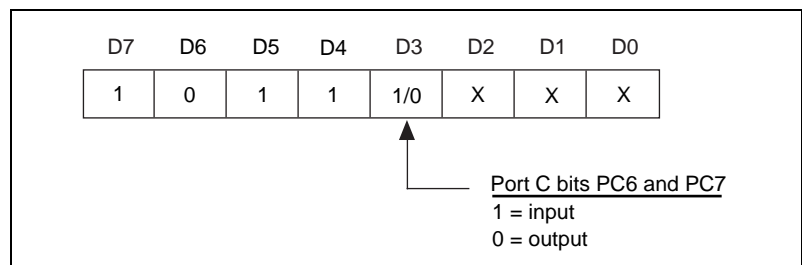 D7 D6 D5 D4 D3 D2 D1 D0
1 0 1 1 1/0 X X X
Port C bits PC6 and PC7
1 = input
0 = output